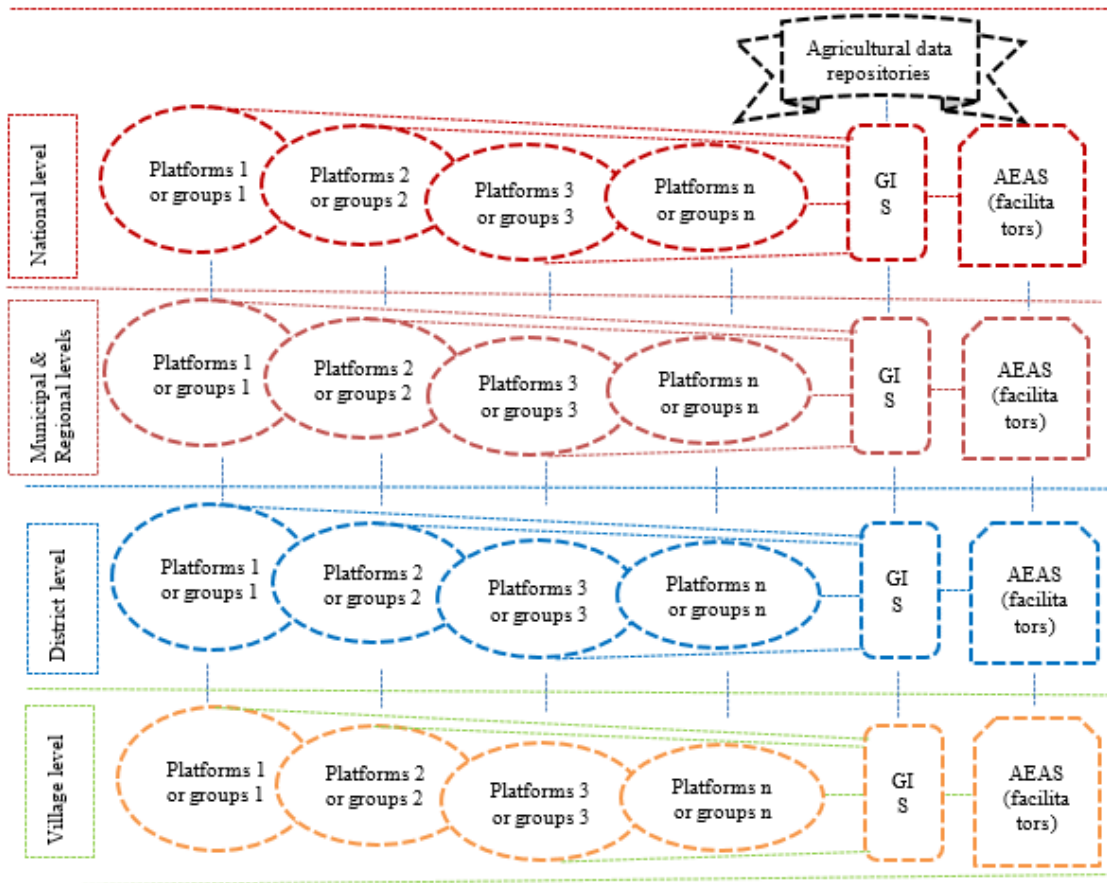 Agricultural data
repositories
National level
Platforms 1
or groups 1
Platforms 2
or groups 2
Platforms 3
or groups 3
Platforms n
or groups n
GI
S
AEAS
(facilita
tors)
Municipal &
Regional levels
Platforms 1
or groups 1
Platforms 2
or groups 2
Platforms 3
or groups 3
Platforms n
or groups n
GI
S
AEAS
(facilita
tors)
District level
Platforms 1
or groups 1
Platforms 2
or groups 2
Platforms 3
or groups 3
Platforms n
or groups n
GI
S
AEAS
(facilita
tors)
Village level
Platforms 1
or groups 1
Platforms 2
or groups 2
Platforms 3
or groups 3
Platforms n
or groups n
GI
S
AEAS
(facilita
tors)